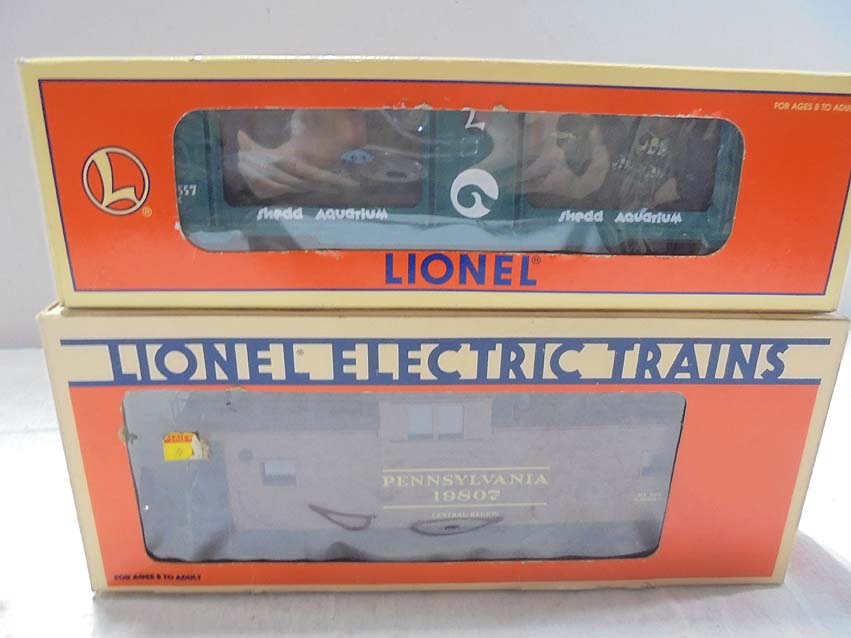 FOR AGES 8 TO ADULT
L
®
557
Shedd Aquarium
Shedd Aquarium
LIONEL®
LIONEL® ELECTRIC TRAINS
PENNSYLVANIA
19807
CENTRAL REGION
FOR AGES 8 TO ADULT